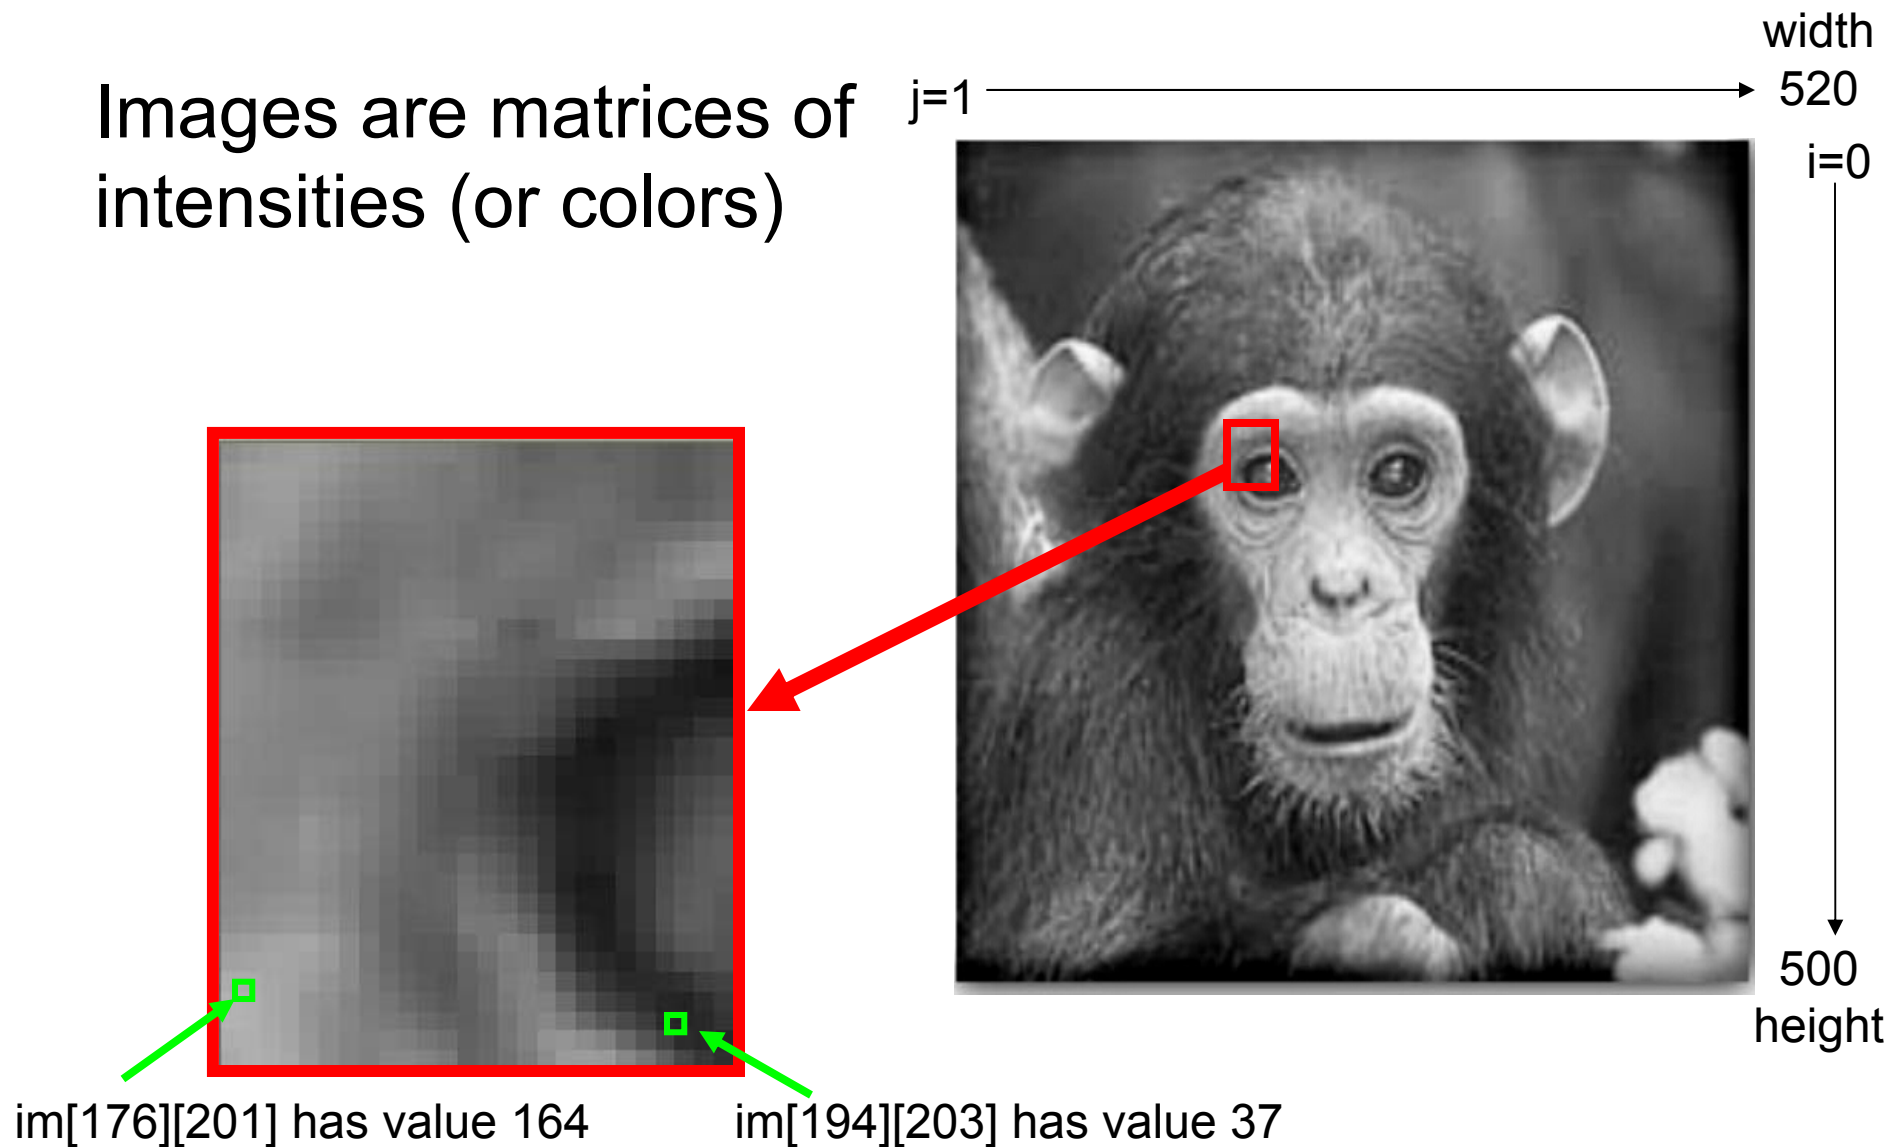 Images are matrices of
intensities (or colors)
j=1
width
520
i=0
500
height
im[176][201] has value 164
im[194][203] has value 37